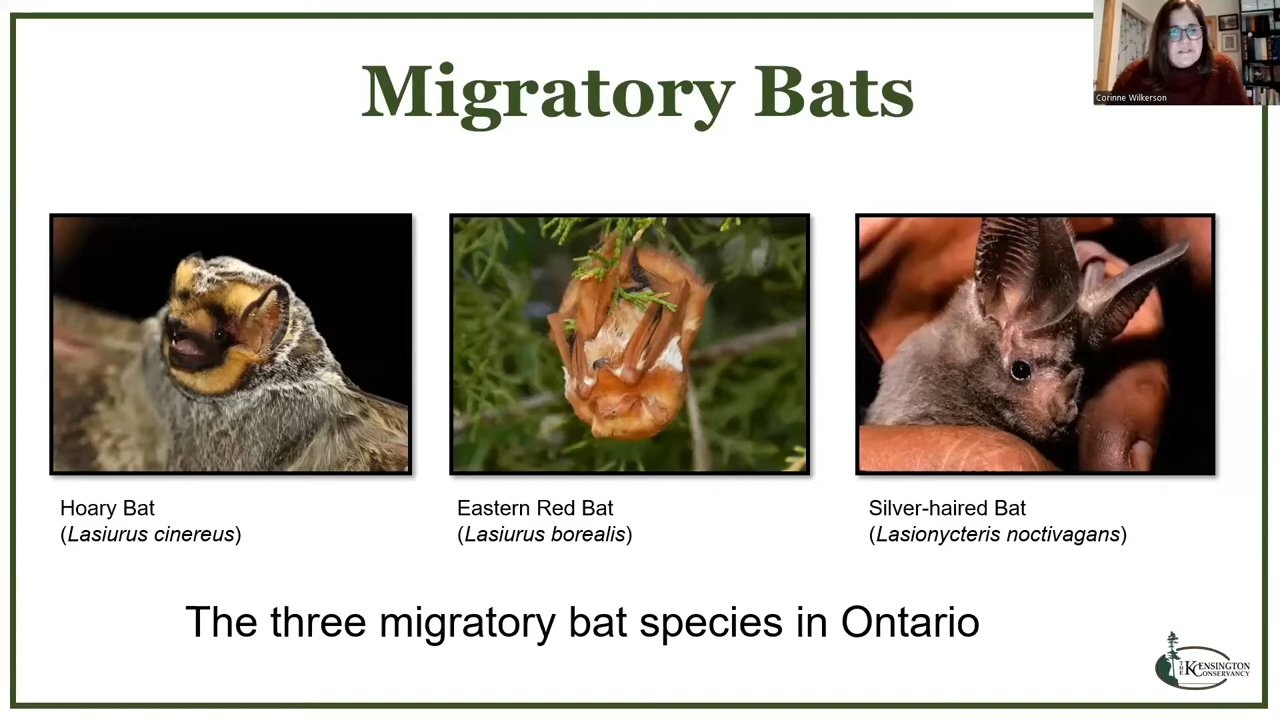 Migratory Bats
Corinne Wilkerson
Hoary Bat
(Lasiurus cinereus)
Eastern Red Bat
(Lasiurus borealis)
Silver-haired Bat
(Lasionycteris noctivagans)
The three migratory bat species in Ontario
THE KENSINGTON
CONSERVANCY